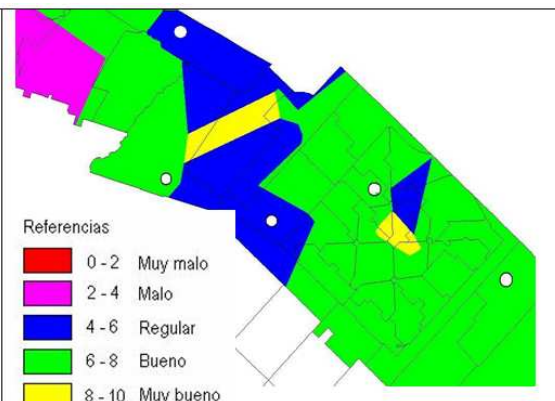 Referencias
0 - 2 Muy malo
2 - 4 Malo
4 - 6 Regular
6 - 8 Bueno
8 - 10 Muy bueno